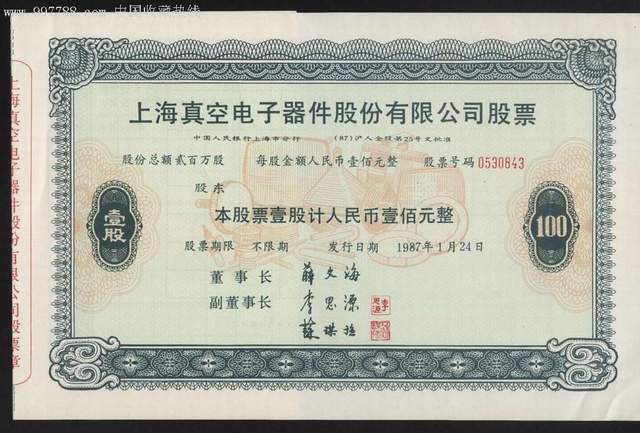 www.997788.com 中国收藏热线
上海真空电子器件股份有限公司股票
中国人民银行上海市分行 (87)沪人金股第25号文批准
股份总额贰百万股 每股金额人民币壹佰元整 股票号码 0530843
股东
本股票壹股计人民币壹佰元整
股票期限 不限期 发行日期 1987年1月24日
董事长 薛文海
副董事长 李思源
壹股
100
上海真空电子器件股份有限公司股票章